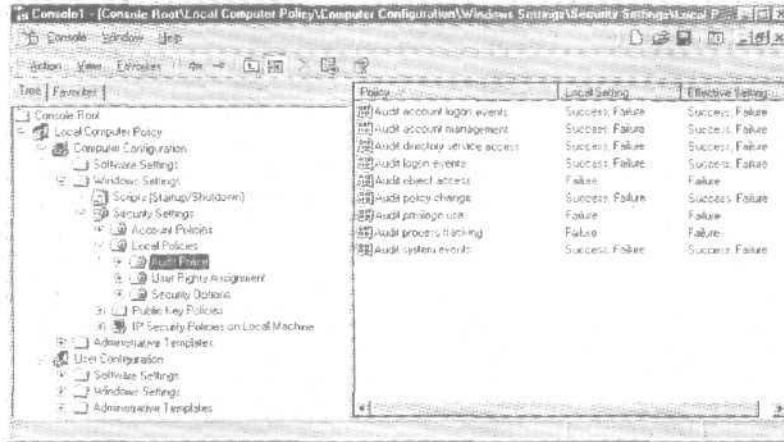 Console1 - [Console Root\Local Computer Policy\Computer Configuration\Windows Settings\Security Settings\Local P...
Console Window Help
Action View Favorites
Tree Favorites
Console Root
Local Computer Policy
Computer Configuration
Software Settings
Windows Settings
Scripts (Startup/Shutdown)
Security Settings
Account Policies
Local Policies
Audit Policy
User Rights Assignment
Security Options
Public Key Policies
IP Security Policies on Local Machine
Administrative Templates
User Configuration
Software Settings
Windows Settings
Administrative Templates
Policy Local Setting Effective Setting
Audit account logon events Success, Failure Success, Failure
Audit account management Success, Failure Success, Failure
Audit directory service access Success, Failure Success, Failure
Audit logon events Success, Failure Success, Failure
Audit object access Failure Failure
Audit policy change Success, Failure Success, Failure
Audit privilege use Failure Failure
Audit process tracking Failure Failure
Audit system events Success, Failure Success, Failure